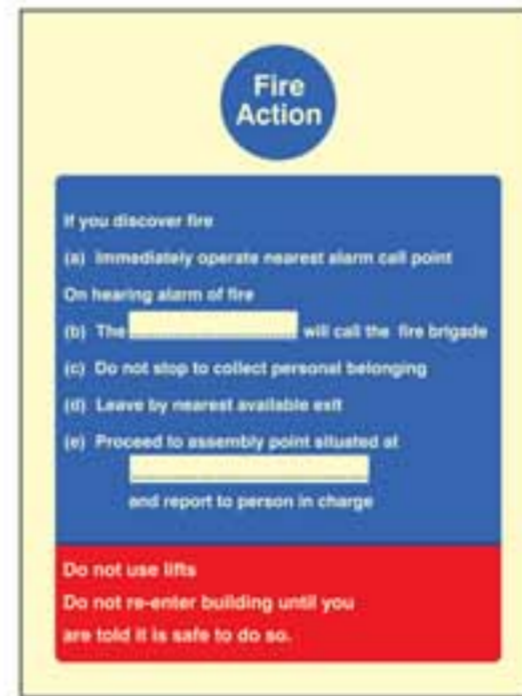 Fire
Action
If you discover fire
(a) Immediately operate nearest alarm call point
On hearing alarm of fire
(b) The will call the fire brigade
(c) Do not stop to collect personal belonging
(d) Leave by nearest available exit
(e) Proceed to assembly point situated at
and report to person in charge
Do not use lifts
Do not re-enter building until you
are told it is safe to do so.